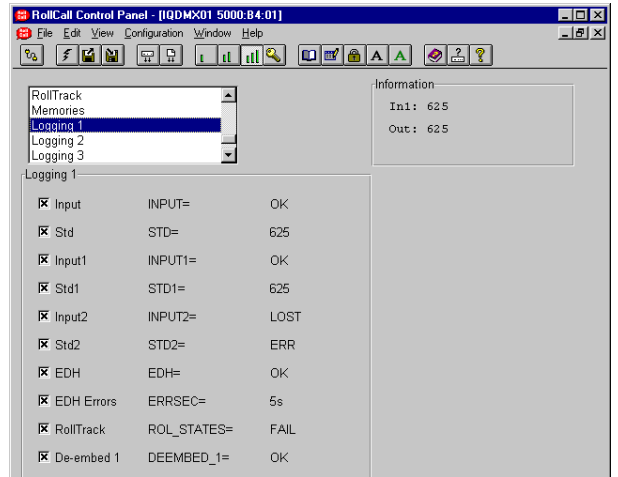 RollCall Control Panel - [IQDMX01 5000:B4:01]
File Edit View Configuration Window Help
RollTrack
Memories
Logging 1
Logging 2
Logging 3
Information
In1: 625
Out: 625
Logging 1
Input INPUT= OK
Std STD= 625
Input1 INPUT1= OK
Std1 STD1= 625
Input2 INPUT2= LOST
Std2 STD2= ERR
EDH EDH= OK
EDH Errors ERRSEC= 5s
RollTrack ROL_STATES= FAIL
De-embed 1 DEEMBED_1= OK